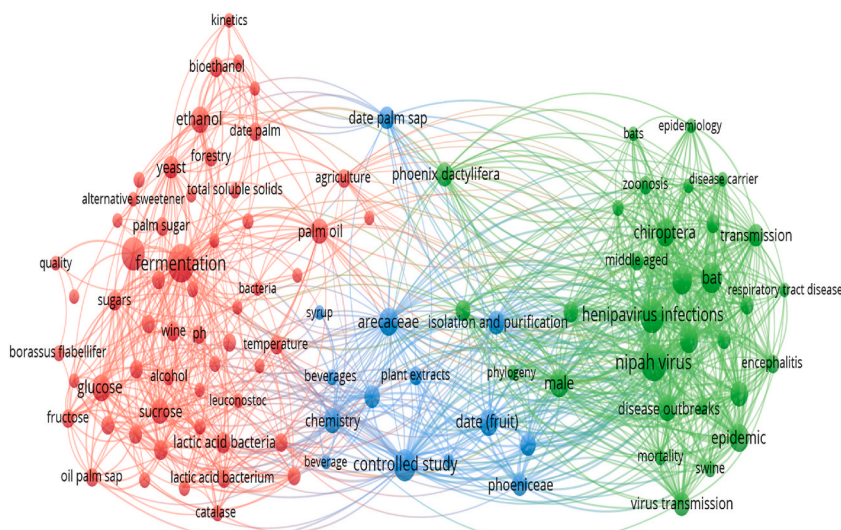 kinetics
bioethanol
ethanol
date palm
date palm sap
epidemiology
bats
forestry
yeast
agriculture
phoenix dactylifera
zoonosis
disease carrier
total soluble solids
alternative sweetener
palm sugar
palm oil
chiroptera
transmission
quality
fermentation
middle aged
bat
bacteria
respiratory tract disease
sugars
syrup
arecaceae
isolation and purification
henipavirus infections
wine
ph
temperature
borassus flabellifer
nipah virus
encephalitis
alcohol
beverages
plant extracts
phylogeny
male
glucose
leuconostoc
fructose
sucrose
chemistry
date (fruit)
disease outbreaks
epidemic
lactic acid bacteria
mortality
oil palm sap
lactic acid bacterium
beverage
controlled study
swine
phoeniceae
virus transmission
catalase